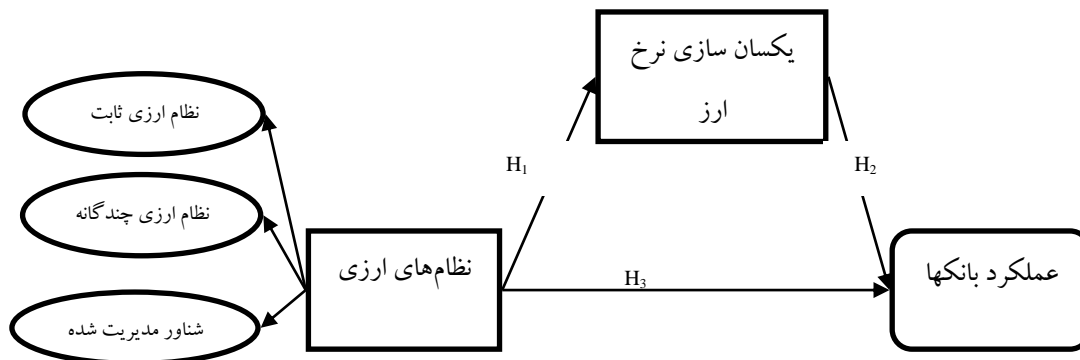 یکسان سازی نرخ
ارز
نظام ارزی ثابت
H₁
H₂
نظام ارزی چندگانه
نظام‌های ارزی
عملکرد بانکها
H₃
شناور مدیریت شده